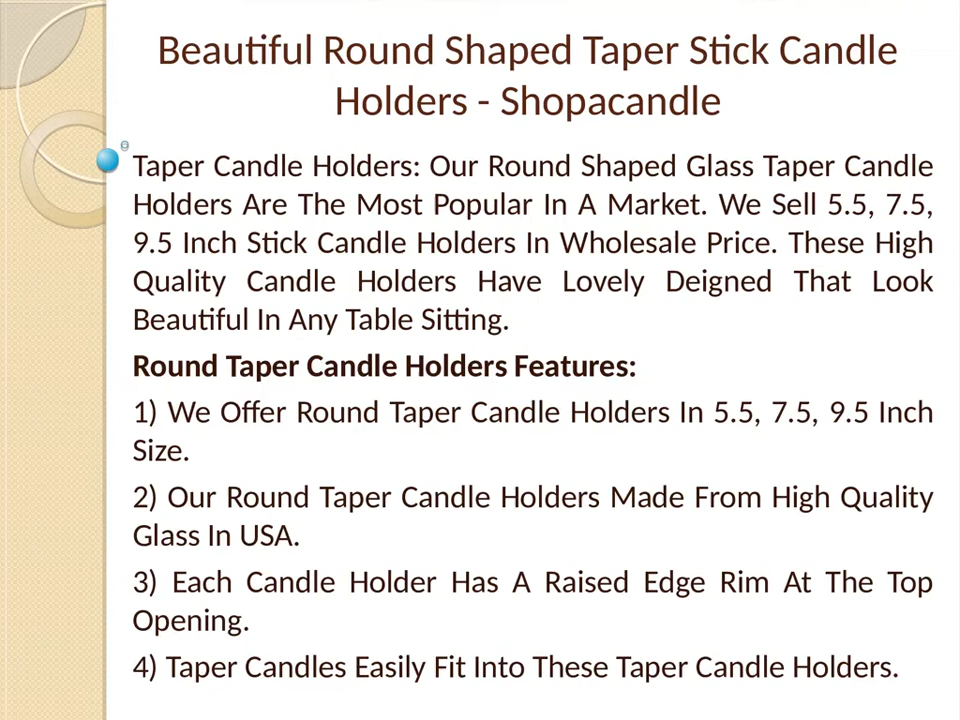 Beautiful Round Shaped Taper Stick Candle
Holders - Shopacandle
Taper Candle Holders: Our Round Shaped Glass Taper Candle
Holders Are The Most Popular In A Market. We Sell 5.5, 7.5,
9.5 Inch Stick Candle Holders In Wholesale Price. These High
Quality Candle Holders Have Lovely Deigned That Look
Beautiful In Any Table Sitting.
Round Taper Candle Holders Features:
1) We Offer Round Taper Candle Holders In 5.5, 7.5, 9.5 Inch
Size.
2) Our Round Taper Candle Holders Made From High Quality
Glass In USA.
3) Each Candle Holder Has A Raised Edge Rim At The Top
Opening.
4) Taper Candles Easily Fit Into These Taper Candle Holders.